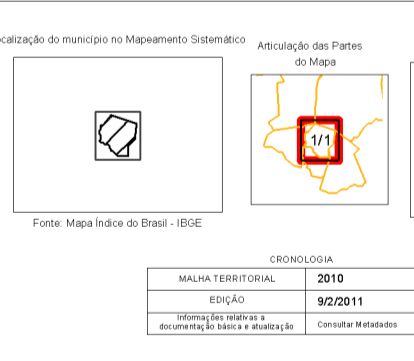 ocalização do município no Mapeamento Sistemático
Articulação das Partes
do Mapa
1/1
Fonte: Mapa Índice do Brasil - IBGE
CRONOLOGIA
MALHA TERRITORIAL 2010
EDIÇÃO 9/2/2011
Informações relativas a
documentação básica e atualização Consultar Metadados